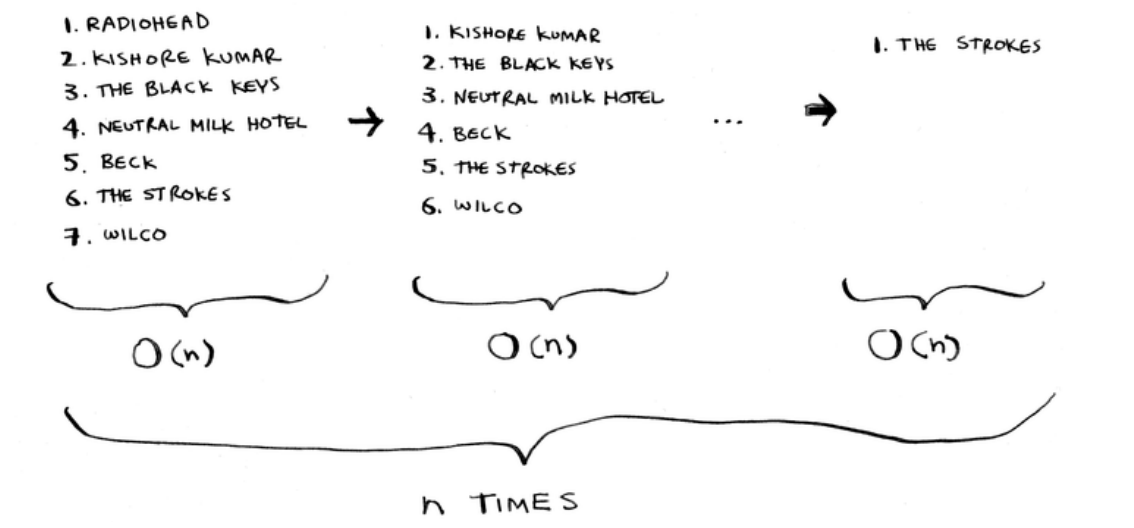 1. RADIOHEAD
2. KISHORE KUMAR
3. THE BLACK KEYS
4. NEUTRAL MILK HOTEL
5. BECK
6. THE STROKES
7. WILCO
1. KISHORE KUMAR
2. THE BLACK KEYS
3. NEUTRAL MILK HOTEL
4. BECK
5. THE STROKES
6. WILCO
...
1. THE STROKES
O(n)
O(n)
O(n)
n TIMES